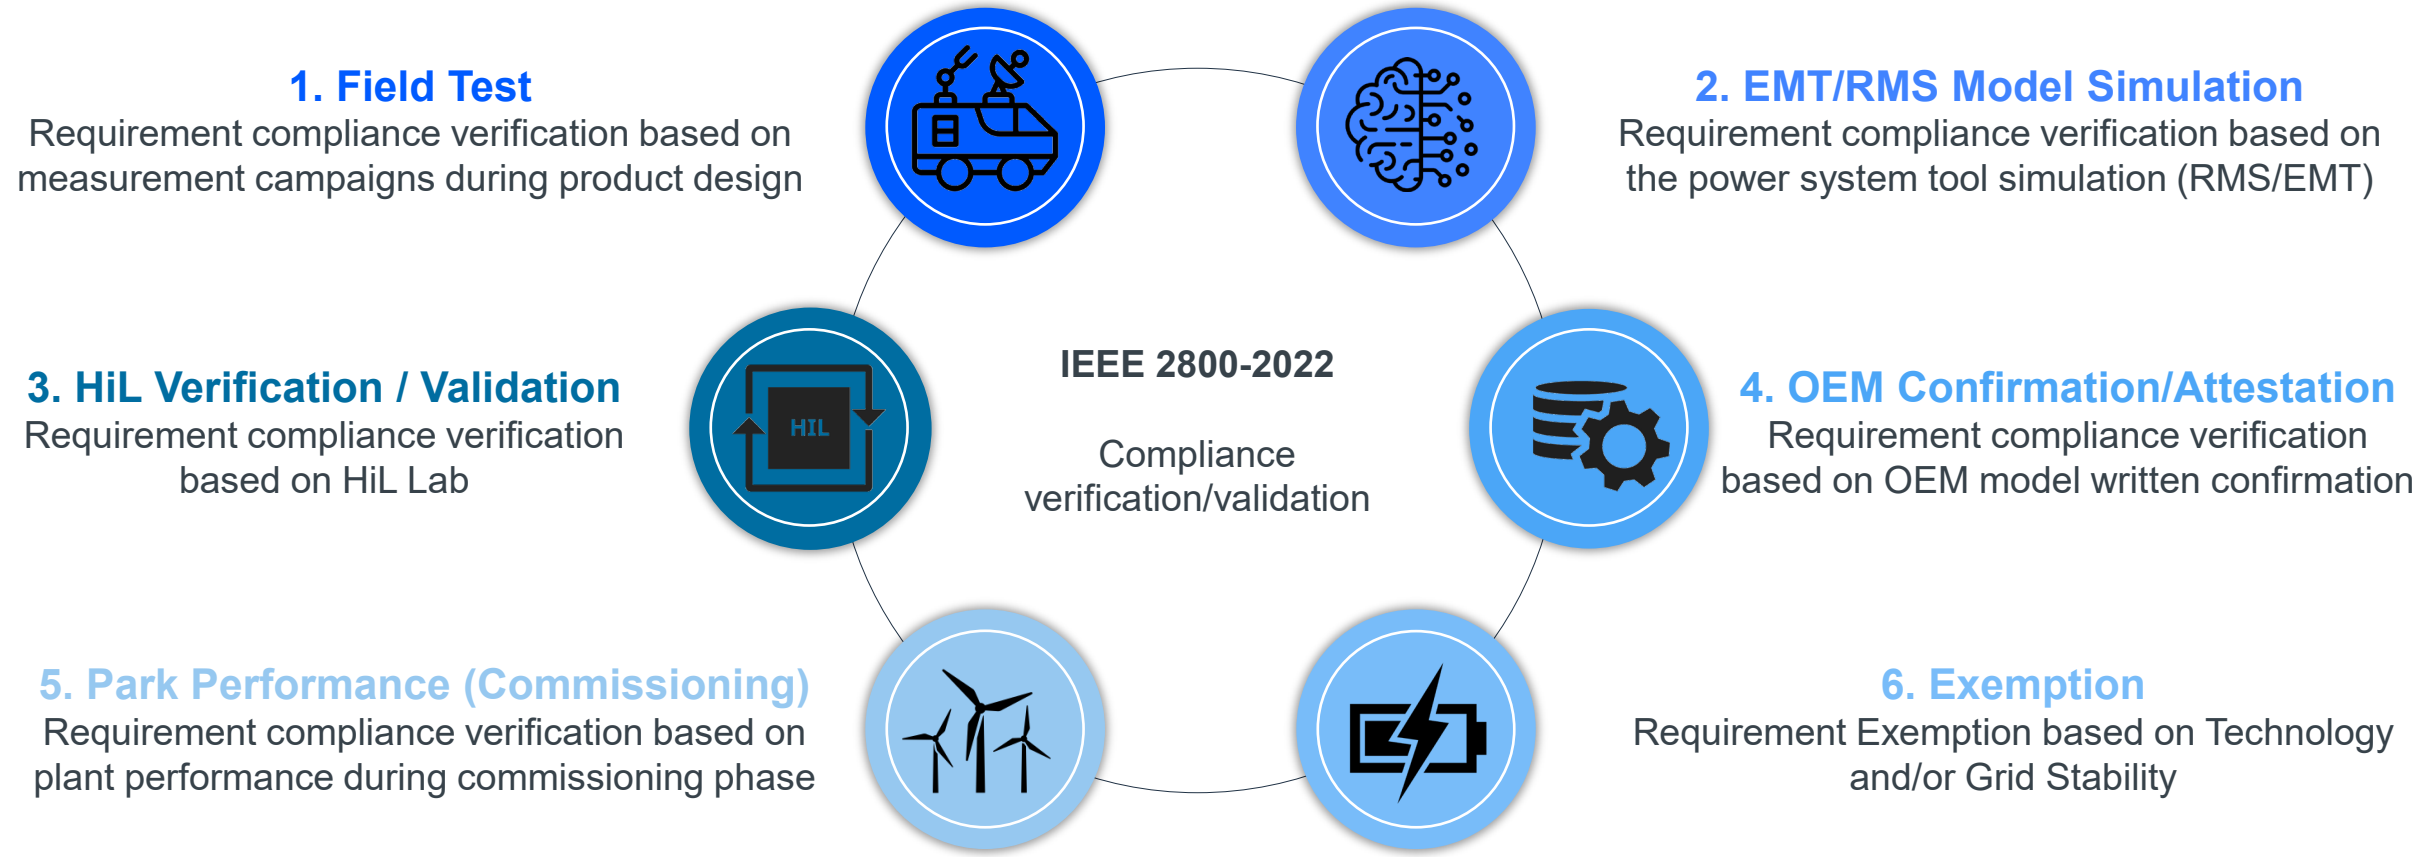 1. Field Test
Requirement compliance verification based on
measurement campaigns during product design
2. EMT/RMS Model Simulation
Requirement compliance verification based on
the power system tool simulation (RMS/EMT)
3. HiL Verification / Validation
Requirement compliance verification
based on HiL Lab
HIL
IEEE 2800-2022
Compliance
verification/validation
4. OEM Confirmation/Attestation
Requirement compliance verification
based on OEM model written confirmation
5. Park Performance (Commissioning)
Requirement compliance verification based on
plant performance during commissioning phase
6. Exemption
Requirement Exemption based on Technology
and/or Grid Stability